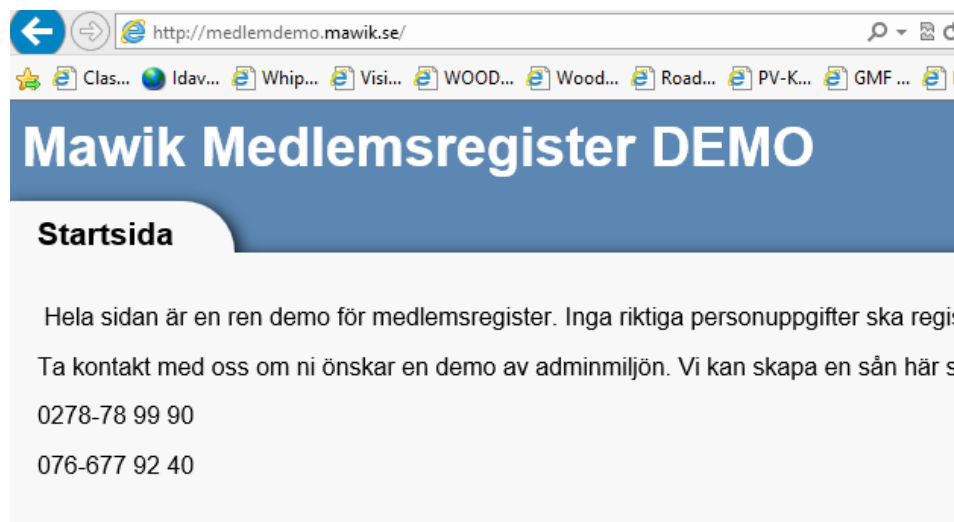 http://medlemdemo.mawik.se/
Clas... Idav... Whip... Visi... WOOD... Wood... Road... PV-K... GMF ...
Mawik Medlemsregister DEMO
Startsida
Hela sidan är en ren demo för medlemsregister. Inga riktiga personuppgifter ska regis
Ta kontakt med oss om ni önskar en demo av adminmiljön. Vi kan skapa en sån här s
0278-78 99 90
076-677 92 40